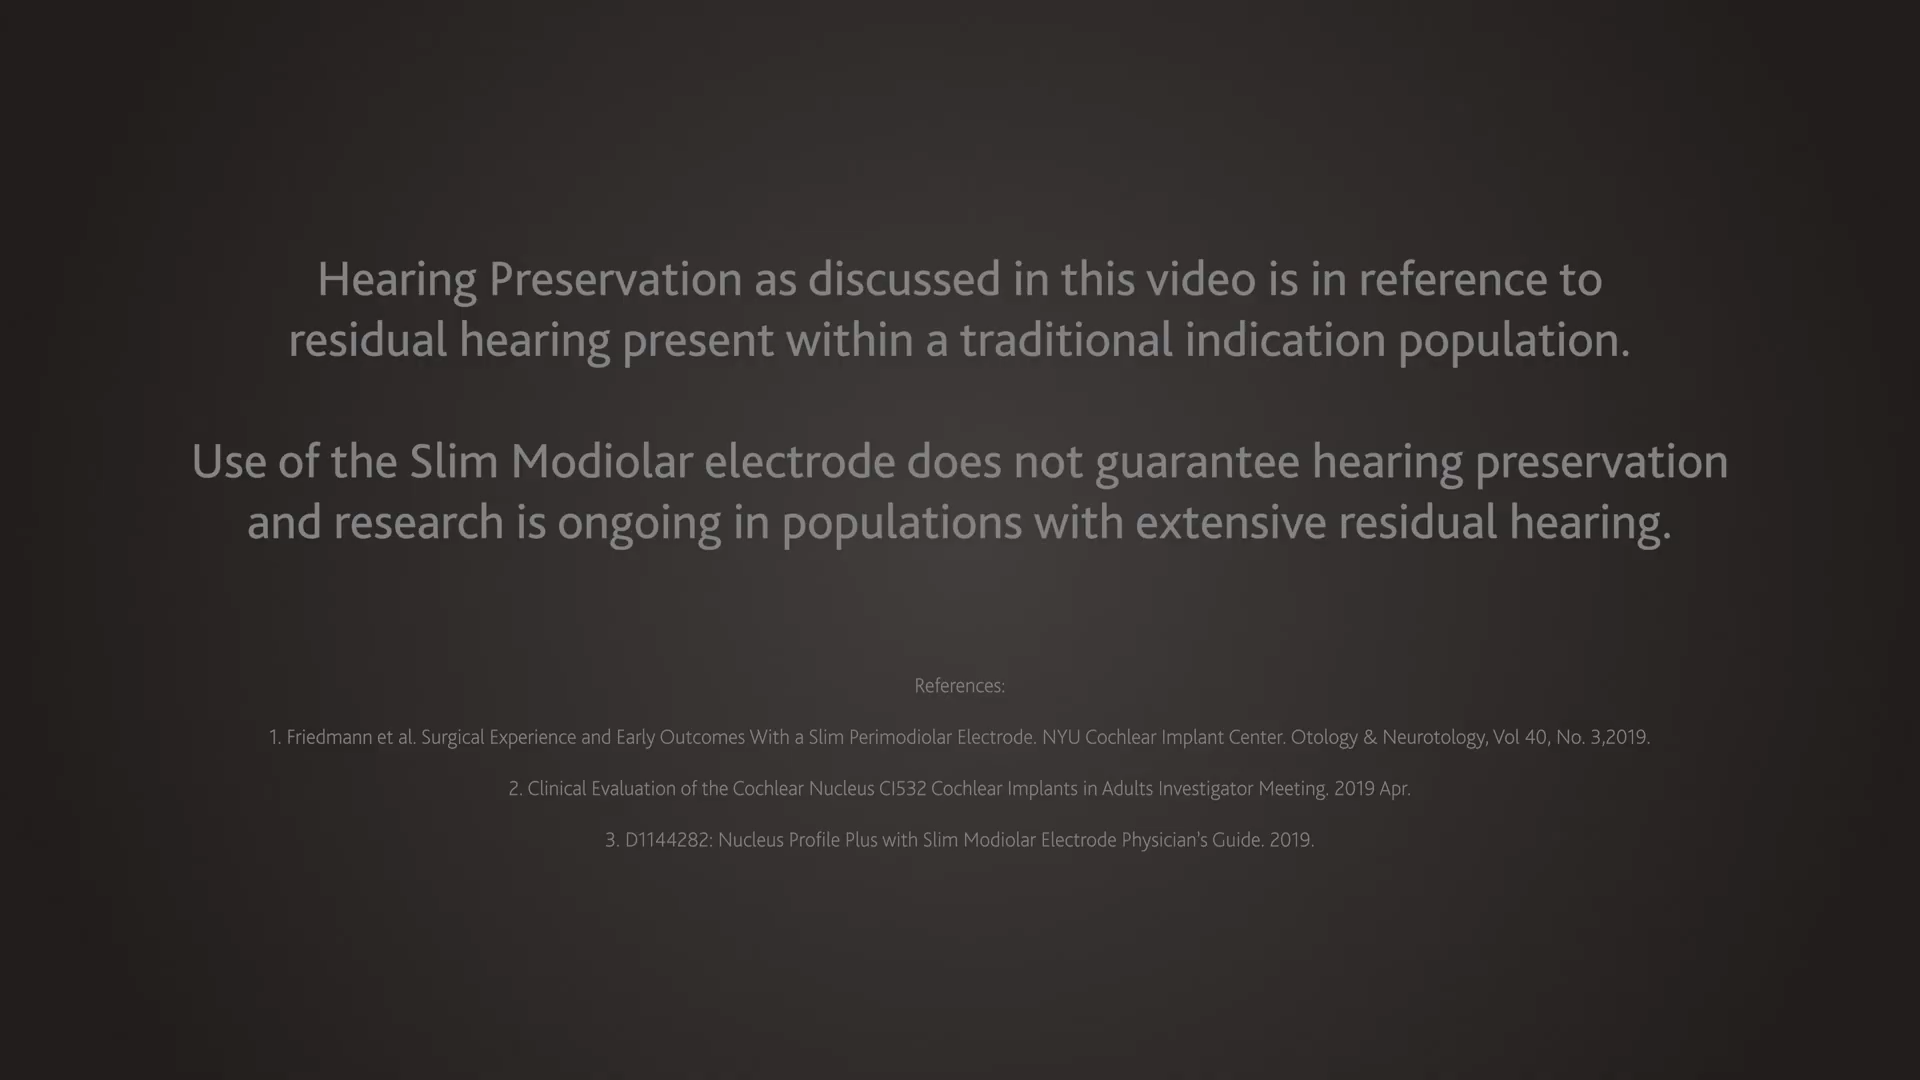 Hearing Preservation as discussed in this video is in reference to
residual hearing present within a traditional indication population.
Use of the Slim Modiolar electrode does not guarantee hearing preservation
and research is ongoing in populations with extensive residual hearing.
References:
1. Friedmann et al. Surgical Experience and Early Outcomes With a Slim Perimodiolar Electrode. NYU Cochlear Implant Center. Otology & Neurotology, Vol 40, No. 3,2019.
2. Clinical Evaluation of the Cochlear Nucleus CI532 Cochlear Implants in Adults Investigator Meeting. 2019 Apr.
3. D1144282: Nucleus Profile Plus with Slim Modiolar Electrode Physician's Guide. 2019.